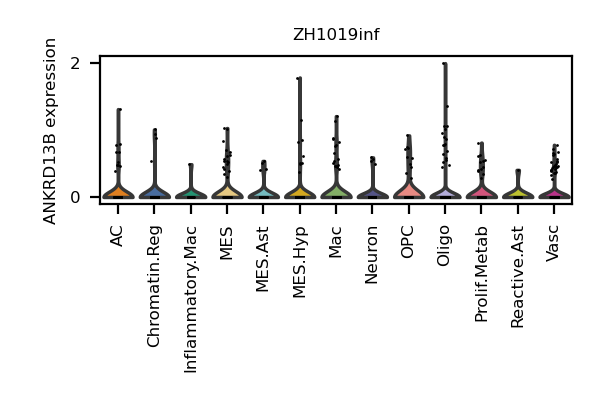 ZH1019inf
ANKRD13B expression
2
0
AC
Chromatin.Reg
Inflammatory.Mac
MES
MES.Ast
MES.Hyp
Mac
Neuron
OPC
Oligo
Prolif.Metab
Reactive.Ast
Vasc